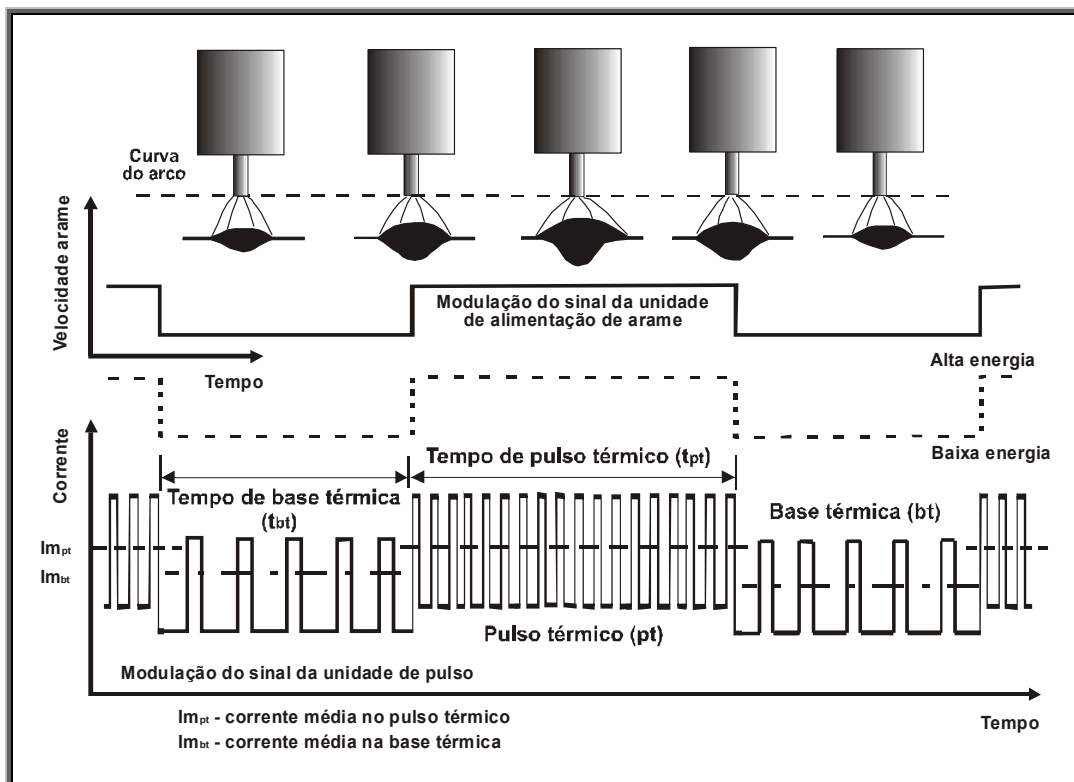 Curva
do arco
Velocidade arame
Modulação do sinal da unidade
de alimentação de arame
Tempo
Alta energia
Baixa energia
Corrente
Tempo de pulso térmico (tpt)
Tempo de base térmica
(tbt)
Base térmica (bt)
Impt
Imbt
Pulso térmico (pt)
Modulação do sinal da unidade de pulso
Impt - corrente média no pulso térmico
Imbt - corrente média na base térmica
Tempo